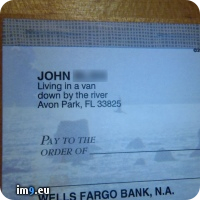 JOHN
Living in a van
down by the river
Avon Park, FL 33825
PAY TO THE
ORDER OF
WELLS FARGO BANK, N.A.
im9.eu